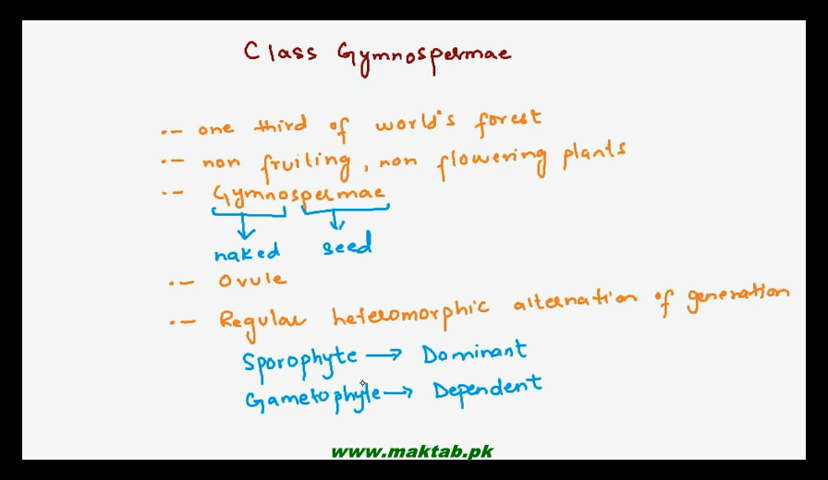 Class Gymnospermae
.- one third of world's forest
.- non fruiling, non flowering plants
.- Gymnospermae
naked seed
.- Ovule
.- Regular heteromorphic alternation of generation
Sporophyte → Dominant
Gametophyte → Dependent
www.maktab.pk